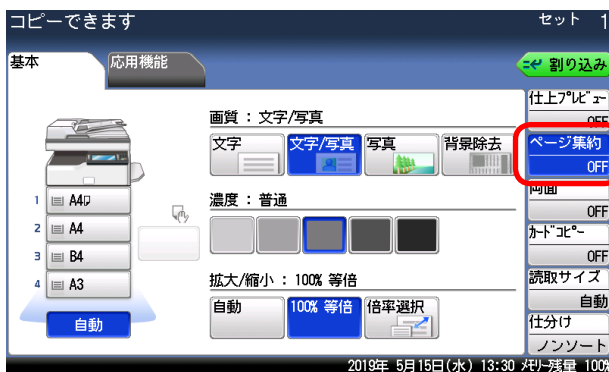 コピーできます セット 1
基本 応用機能 割り込み
仕上プレビュー
OFF
画質 : 文字/写真
文字 文字/写真 写真 背景除去
ページ集約
OFF
両面
OFF
濃度 : 普通
1 A4
2 A4
3 B4
4 A3
自動
カードコピー
OFF
拡大/縮小 : 100% 等倍
自動 100% 等倍 倍率選択
読取サイズ
自動
仕分け
ノンソート
2019年 5月15日(水) 13:30 メモリー残量 100%